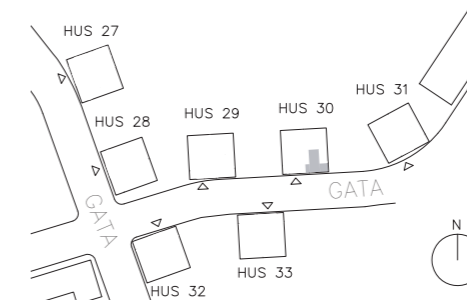 HUS 27
HUS 28
HUS 29
HUS 30
HUS 31
GATA
GATA
HUS 32
HUS 33
N